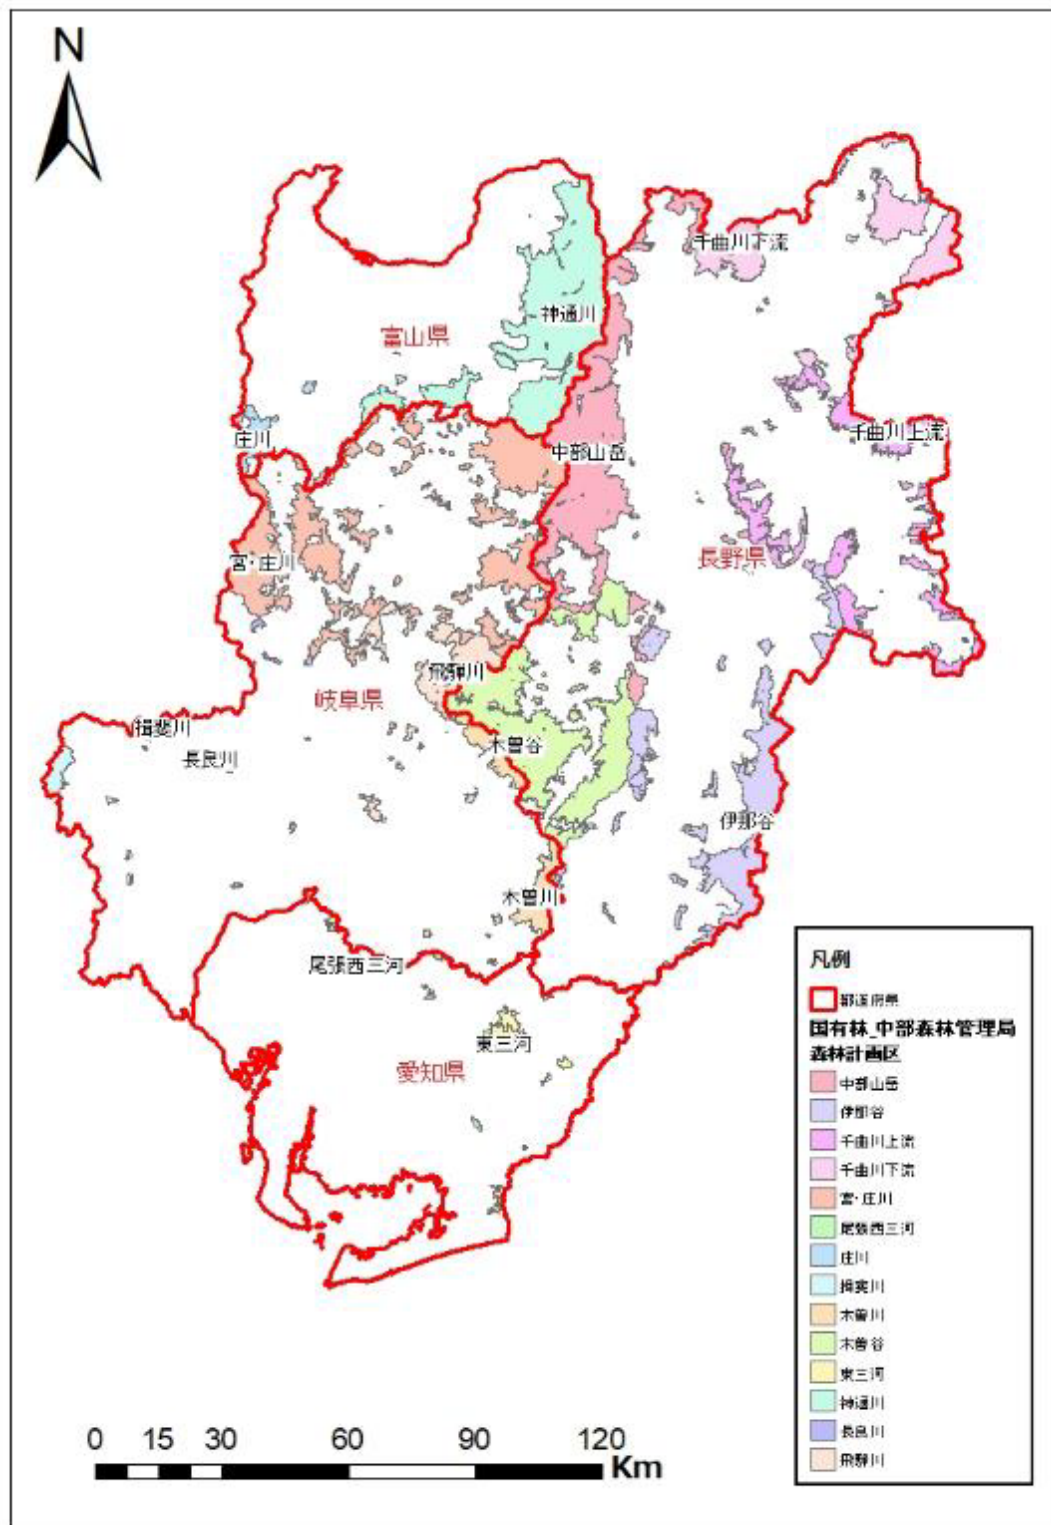 N
千曲川下流
神通川
富山県
千曲川上流
庄川
中部山岳
長野県
宮・庄川
飛騨川
岐阜県
揖斐川
木曽谷
長良川
伊那谷
木曽川
尾張西三河
東三河
愛知県
凡例
都道府県
国有林_中部森林管理局
森林計画区
中部山岳
伊那谷
千曲川上流
千曲川下流
宮・庄川
尾張西三河
庄川
揖斐川
木曽川
木曽谷
東三河
神通川
長良川
飛騨川
0 15 30 60 90 120
Km